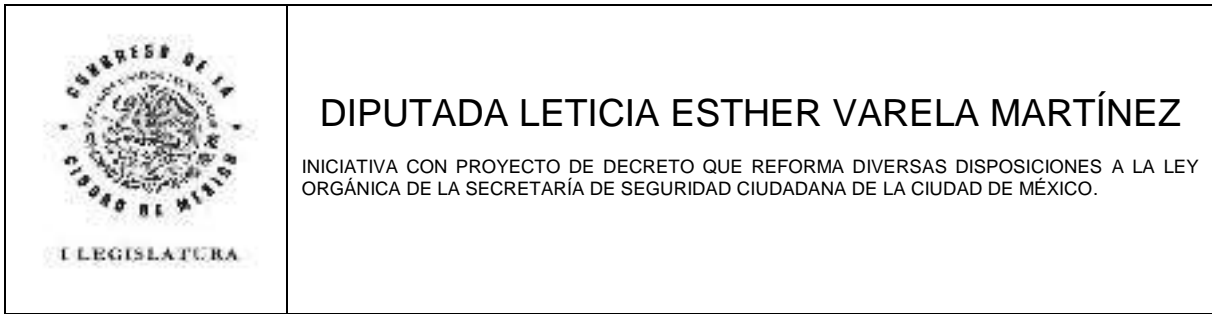 CONGRESO DE LA
CIUDAD DE MÉXICO
I LEGISLATURA
DIPUTADA LETICIA ESTHER VARELA MARTÍNEZ
INICIATIVA CON PROYECTO DE DECRETO QUE REFORMA DIVERSAS DISPOSICIONES A LA LEY
ORGÁNICA DE LA SECRETARÍA DE SEGURIDAD CIUDADANA DE LA CIUDAD DE MÉXICO.